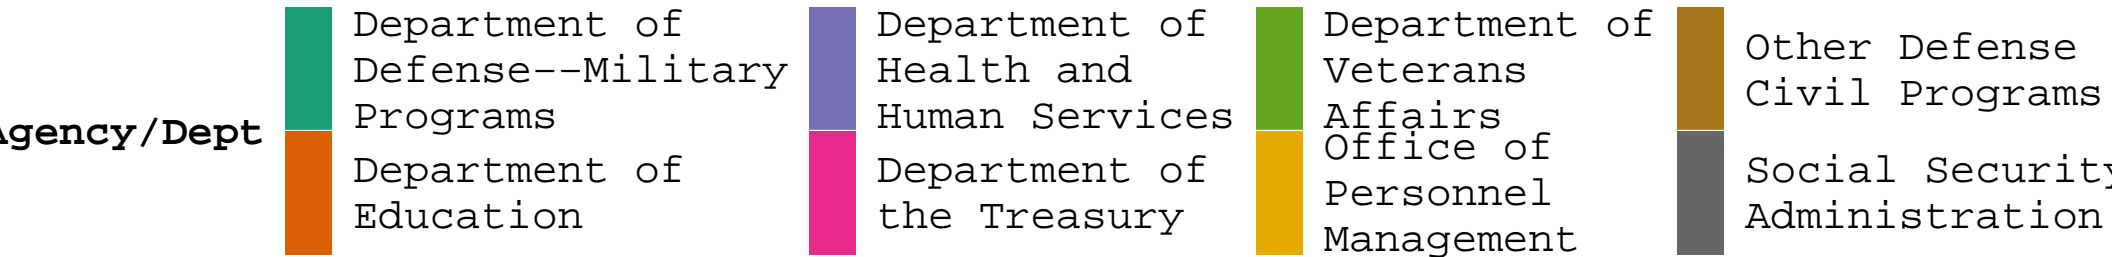 Agency/Dept
Department of
Defense--Military
Programs
Department of
Education
Department of
Health and
Human Services
Department of
the Treasury
Department of
Veterans
Affairs
Office of
Personnel
Management
Other Defense
Civil Programs
Social Security
Administration